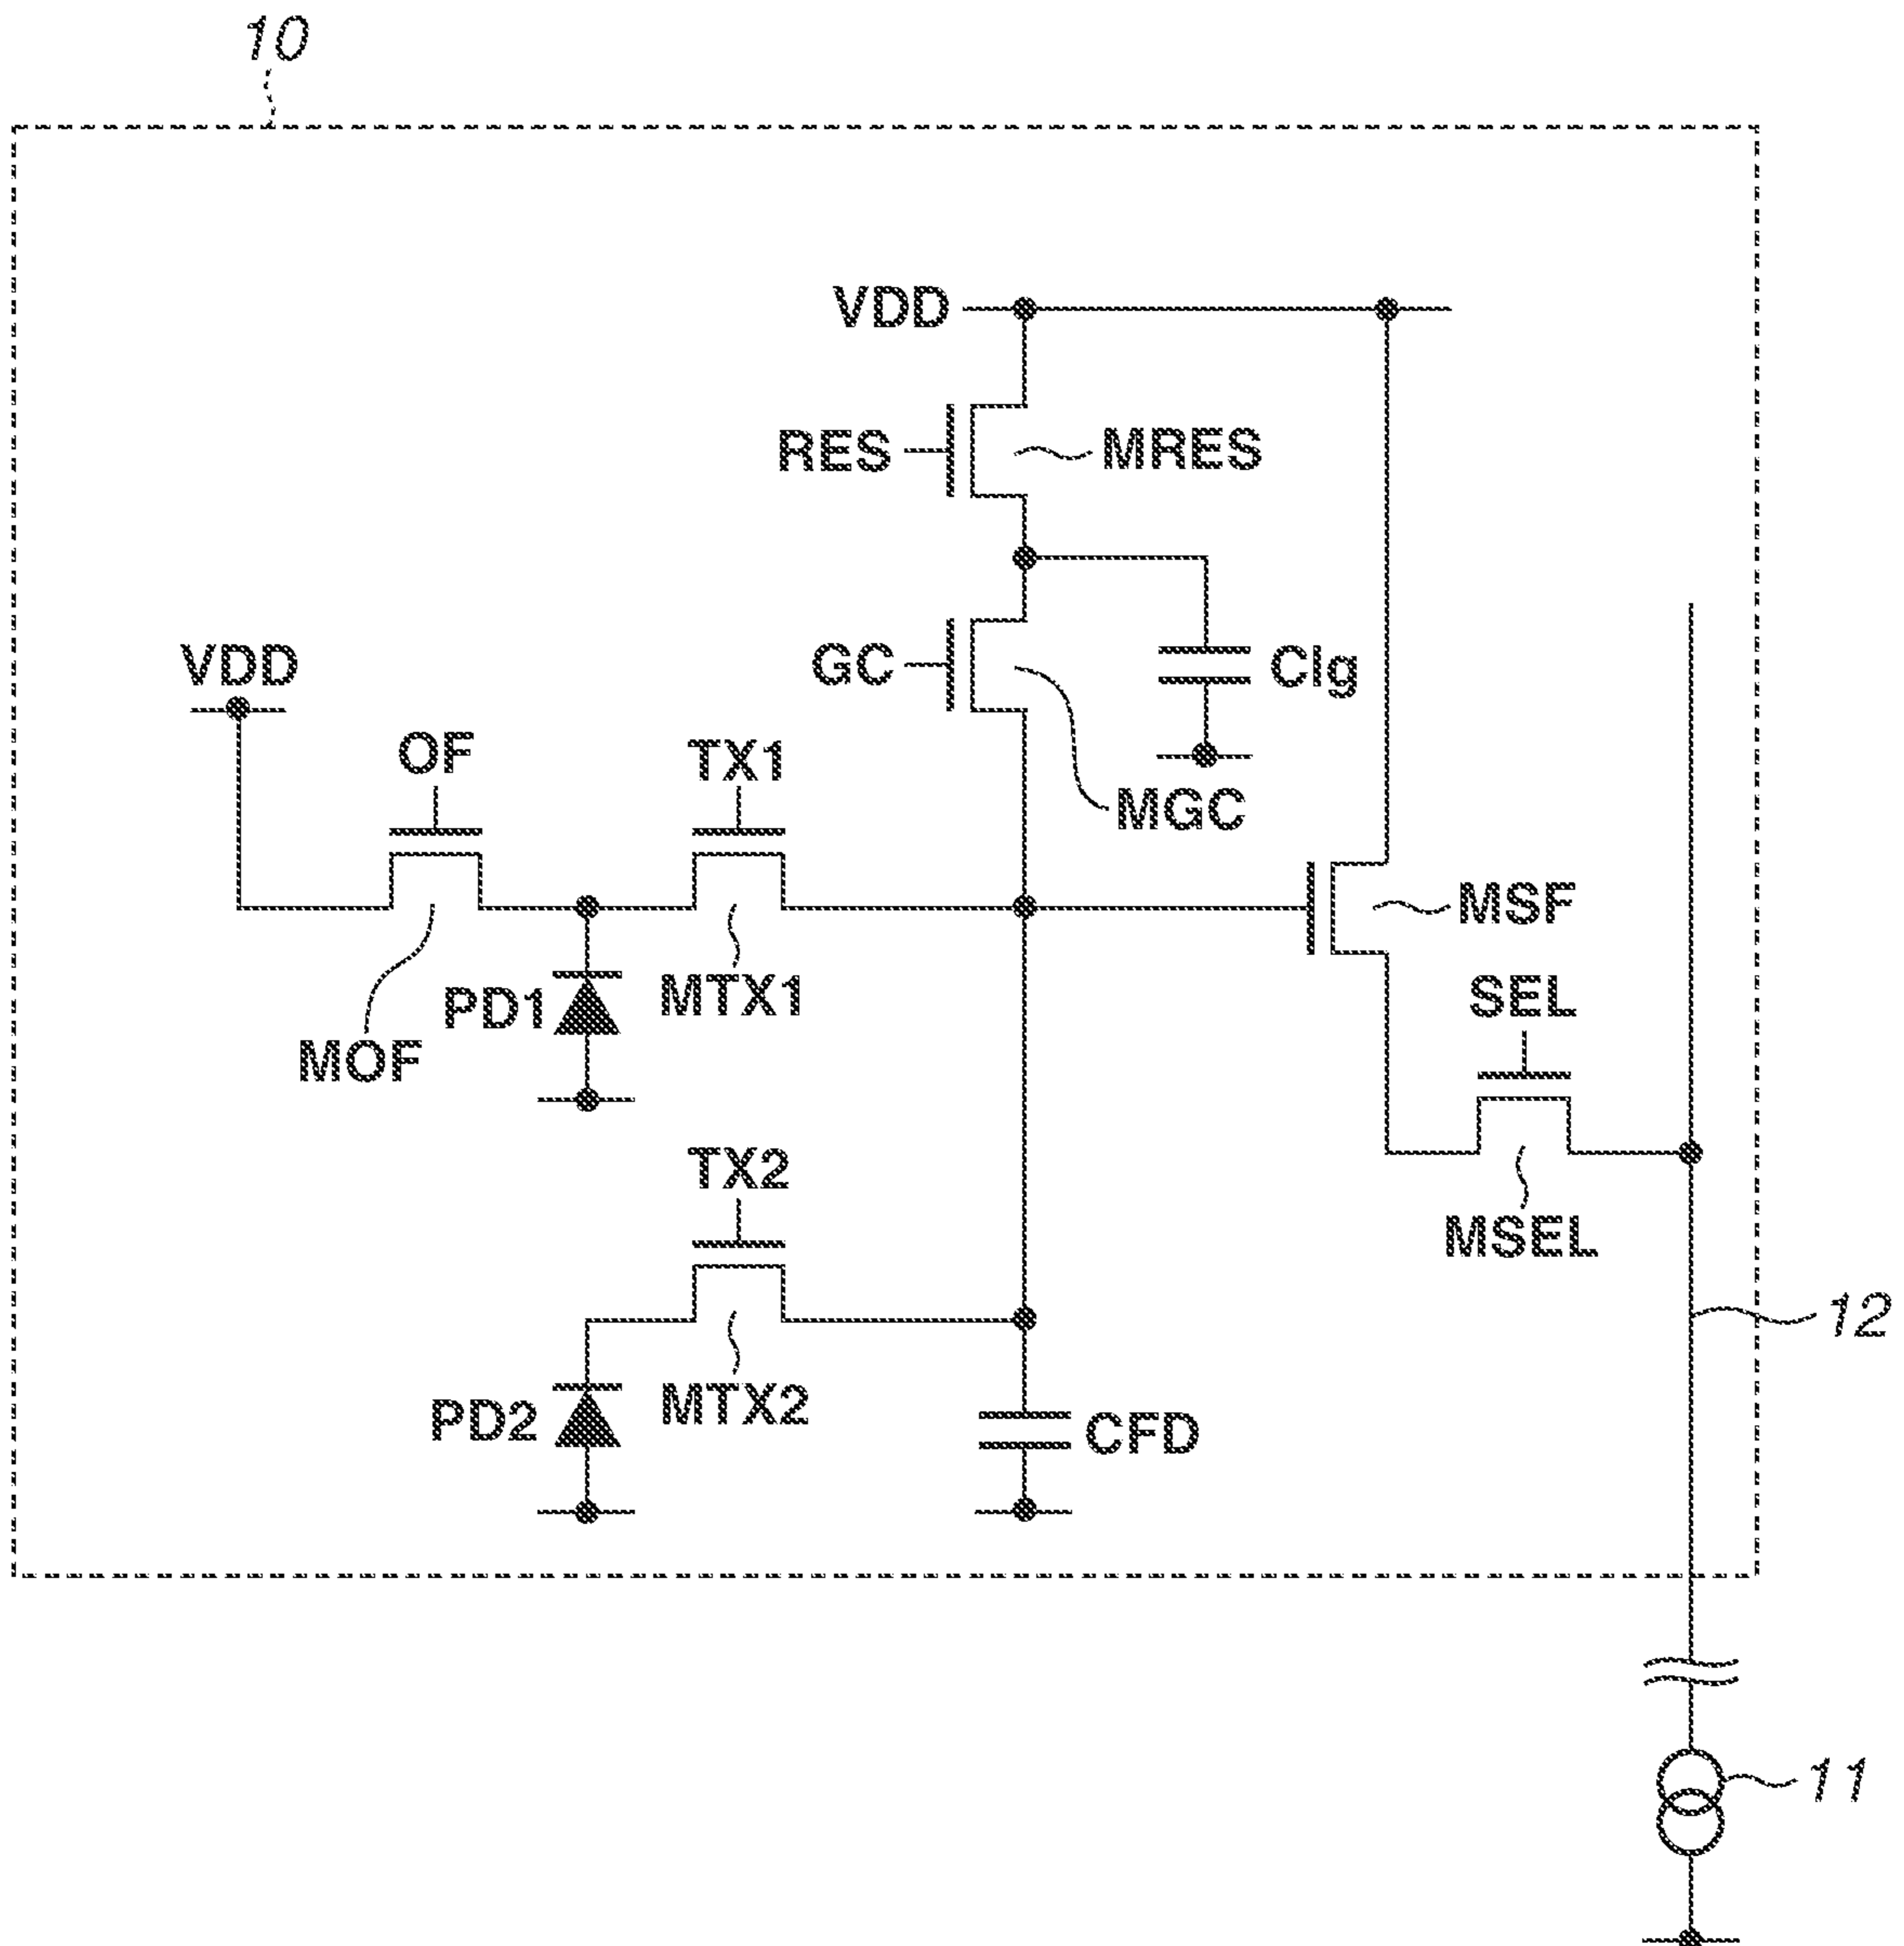 10
VDD
RES
MRES
GC
Clg
VDD
OF
TX1
MGC
MSF
PD1
MTX1
SEL
MOF
TX2
MSEL
12
PD2
MTX2
CFD
11